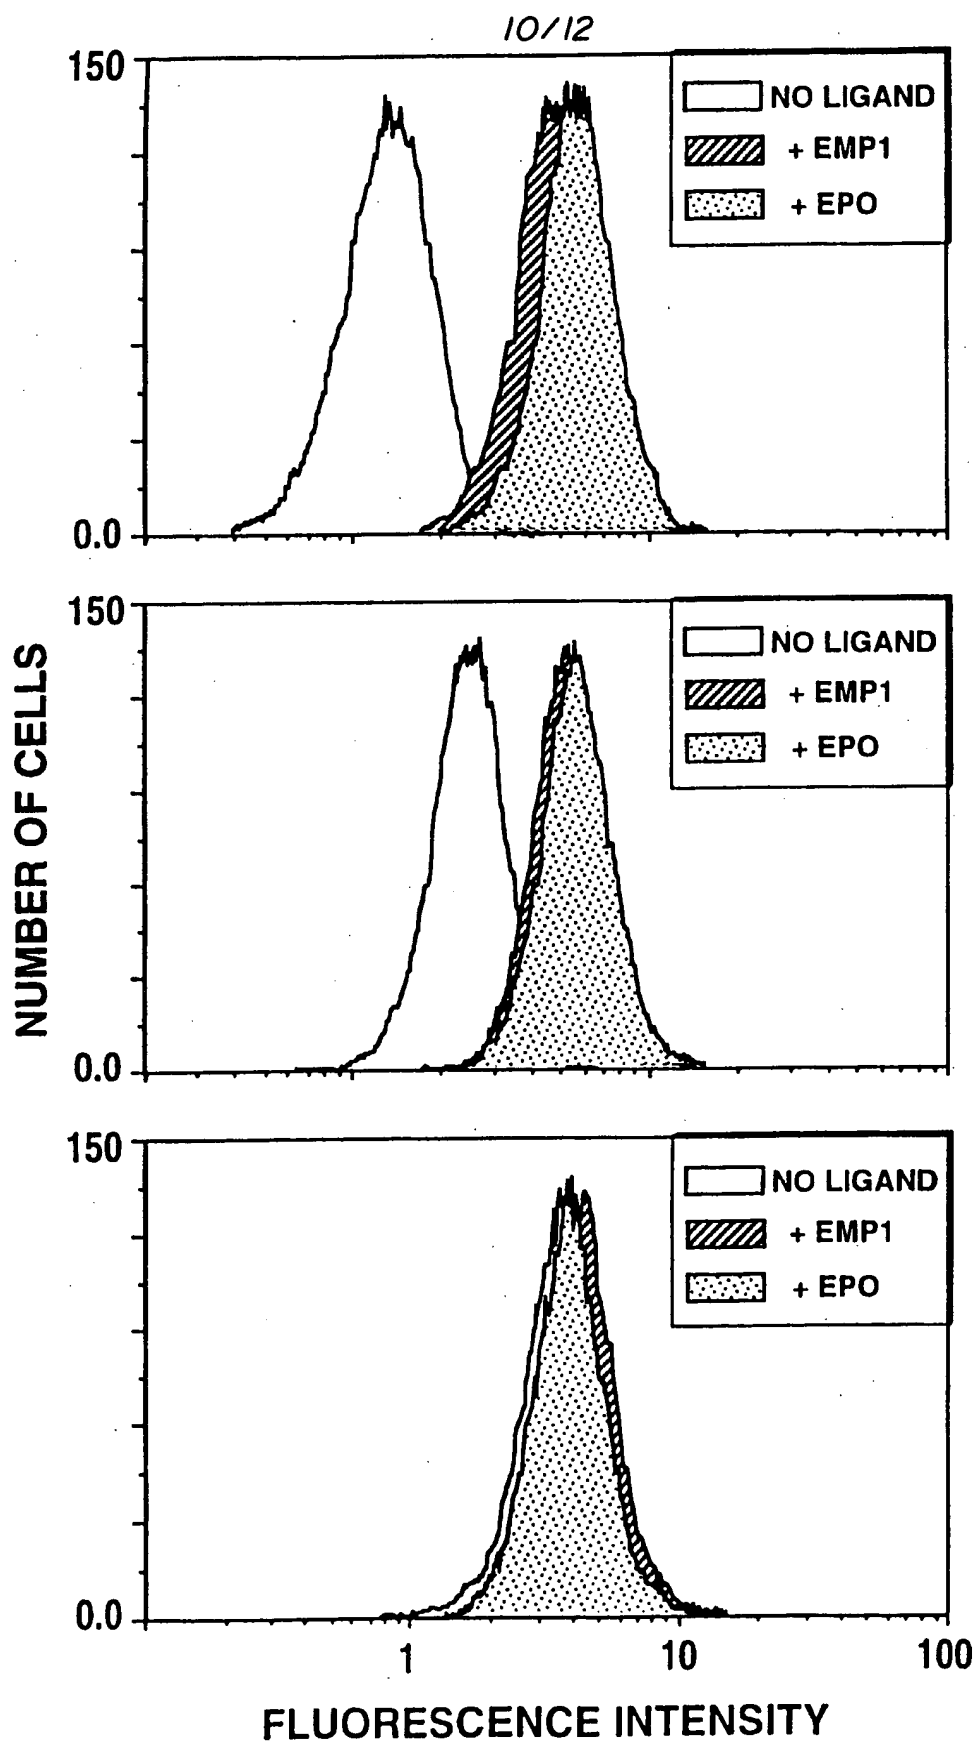 10/12
150
NO LIGAND
+ EMP1
+ EPO
0.0
150
NO LIGAND
+ EMP1
+ EPO
0.0
NUMBER OF CELLS
150
NO LIGAND
+ EMP1
+ EPO
0.0
1 10 100
FLUORESCENCE INTENSITY